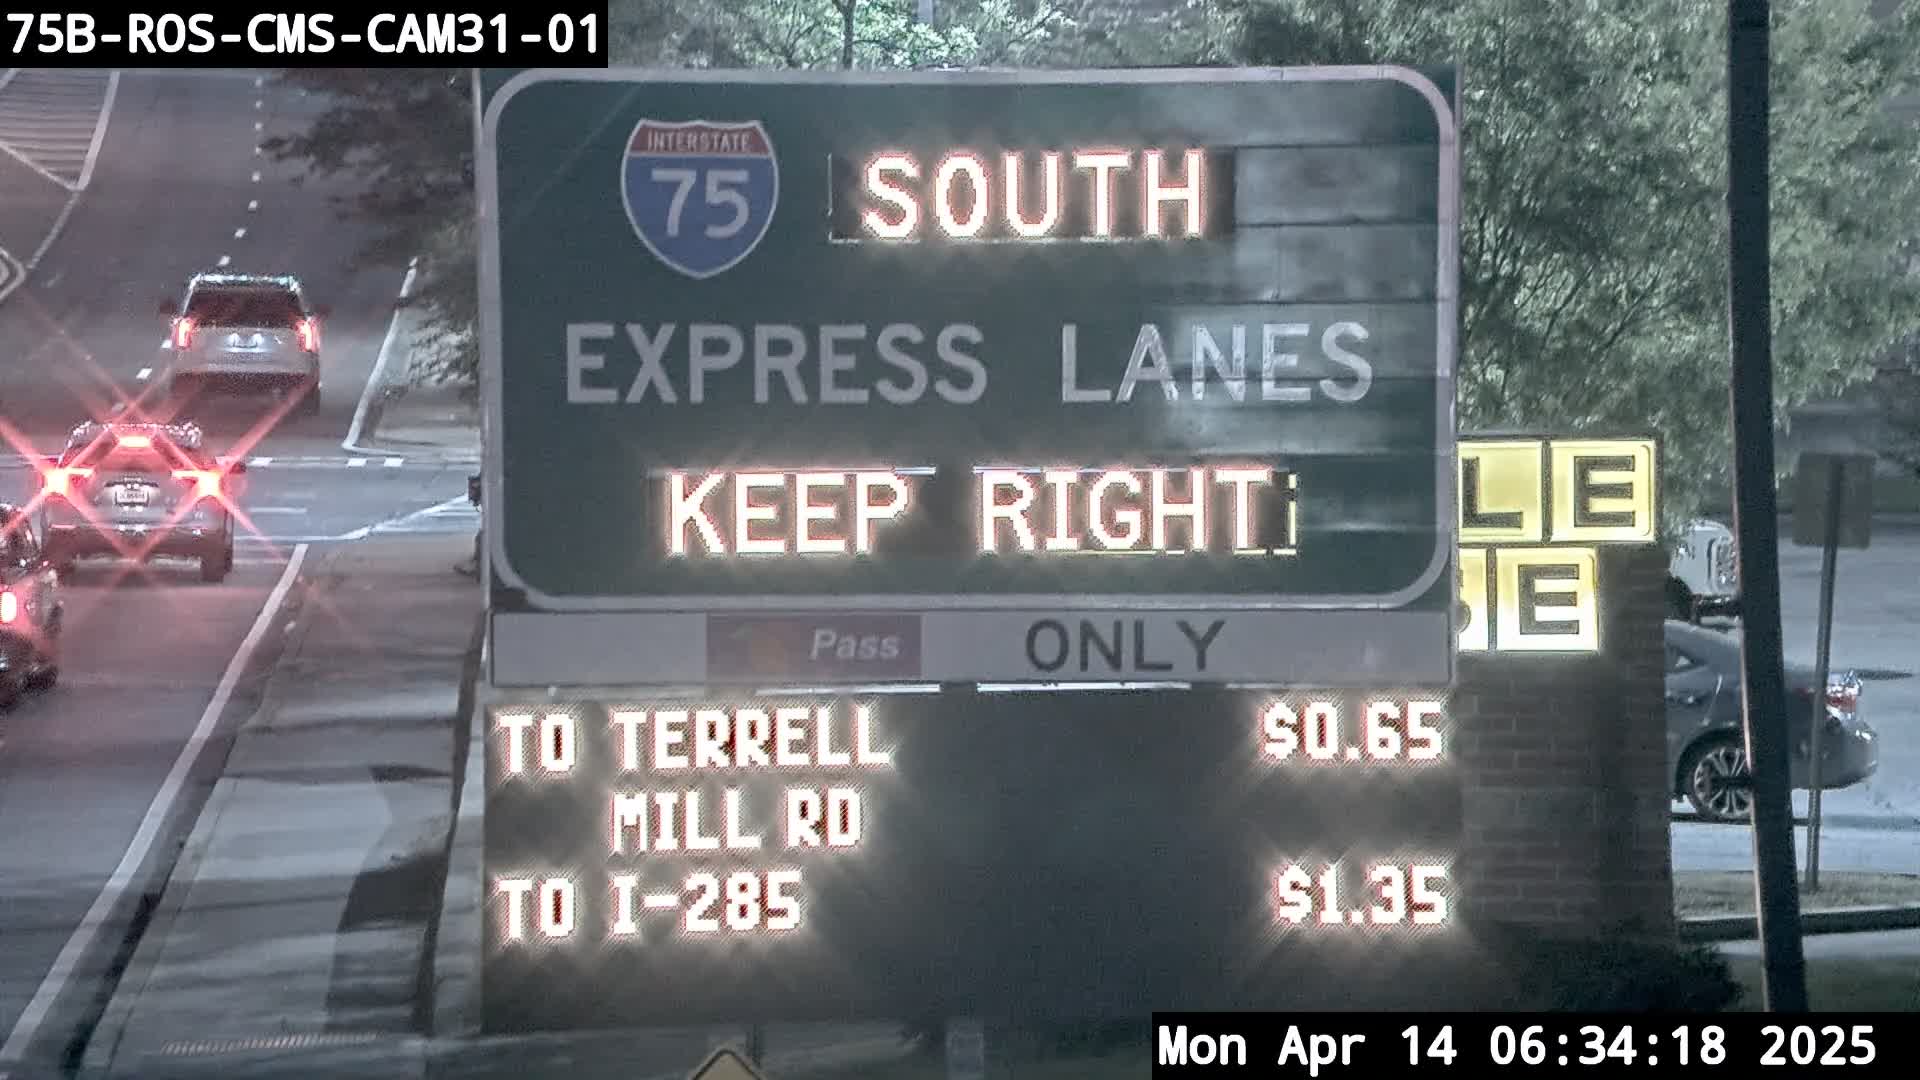 75B-ROS-CMS-CAM31-01
INTERSTATE
75
SOUTH
EXPRESS LANES
KEEP RIGHT
Pass ONLY
TO TERRELL $0.65
MILL RD
TO I-285 $1.35
LE
E
Mon Apr 14 06:34:18 2025